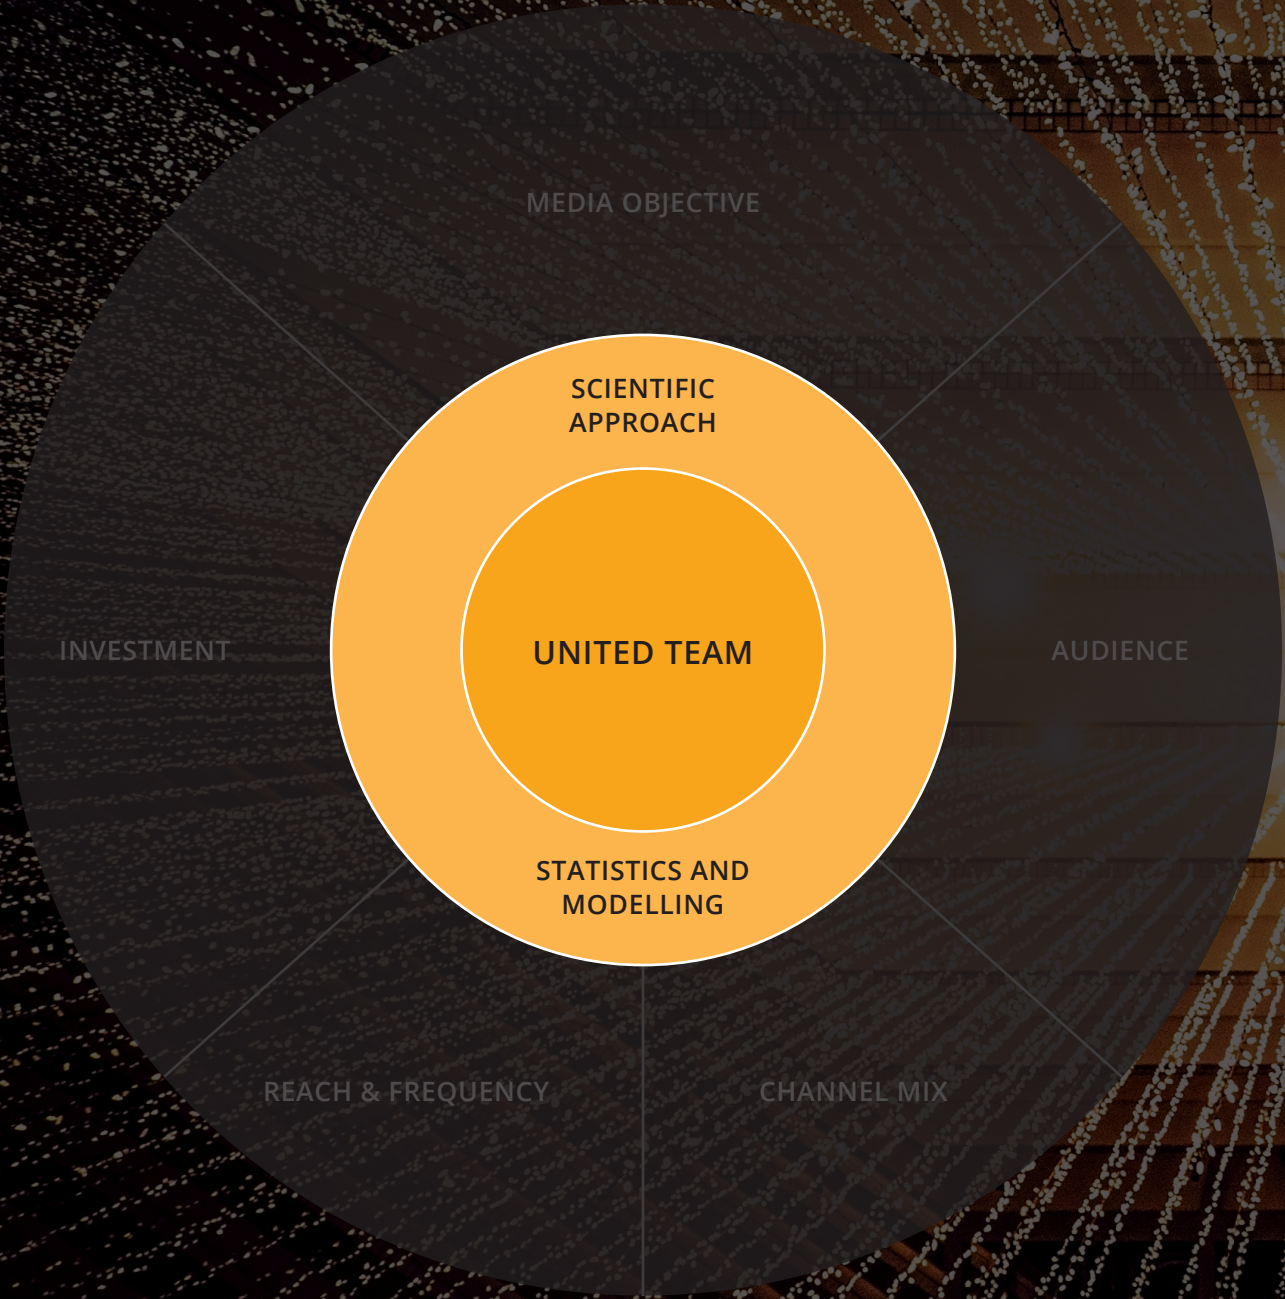 MEDIA OBJECTIVE
SCIENTIFIC
APPROACH
INVESTMENT
UNITED TEAM
AUDIENCE
STATISTICS AND
MODELLING
REACH & FREQUENCY
CHANNEL MIX